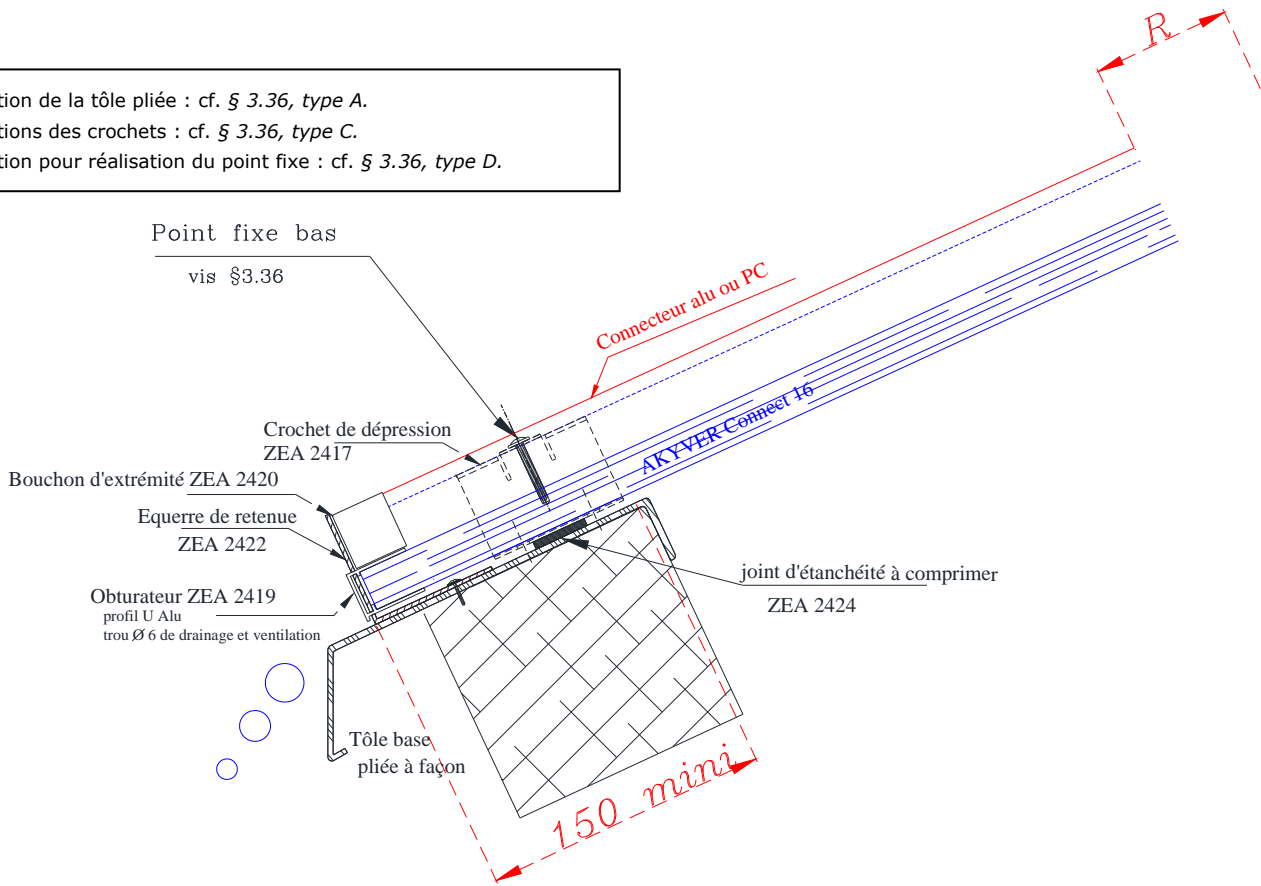 tion de la tôle pliée : cf. § 3.36, type A.
tions des crochets : cf. § 3.36, type C.
tion pour réalisation du point fixe : cf. § 3.36, type D.
R
Point fixe bas
vis §3.36
Connecteur alu ou PC
AKYVER Connect 16
Crochet de dépression
ZEA 2417
Bouchon d'extrémité ZEA 2420
Equerre de retenue
ZEA 2422
joint d'étanchéité à comprimer
ZEA 2424
Obturateur ZEA 2419
profil U Alu
trou Ø 6 de drainage et ventilation
Tôle base
pliée à façon
150 mini